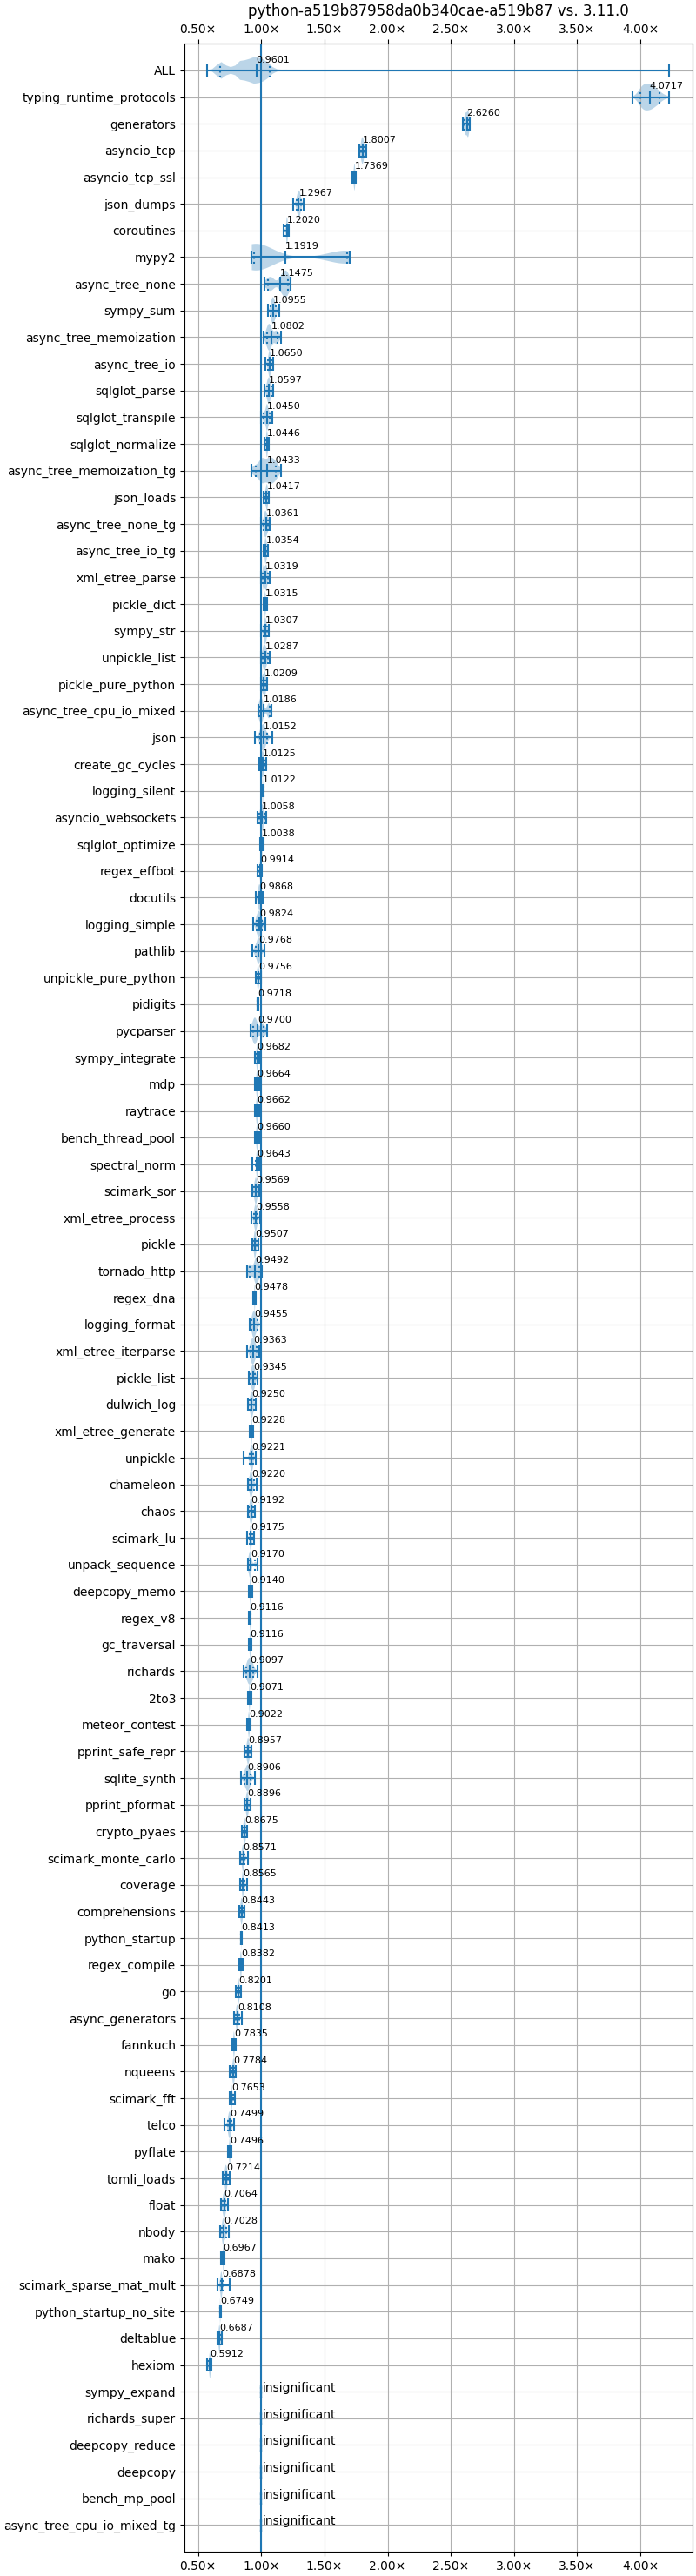 python-a519b87958da0b340cae-a519b87 vs. 3.11.0
0.50× 1.00× 1.50× 2.00× 2.50× 3.00× 3.50× 4.00×
ALL 0.9601
typing_runtime_protocols 4.0717
generators 2.6260
asyncio_tcp 1.8007
asyncio_tcp_ssl 1.7369
json_dumps 1.2967
coroutines 1.2020
mypy2 1.1919
async_tree_none 1.1475
sympy_sum 1.0955
async_tree_memoization 1.0802
async_tree_io 1.0650
sqlglot_parse 1.0597
sqlglot_transpile 1.0450
sqlglot_normalize 1.0446
async_tree_memoization_tg 1.0433
json_loads 1.0417
async_tree_none_tg 1.0361
async_tree_io_tg 1.0354
xml_etree_parse 1.0319
pickle_dict 1.0315
sympy_str 1.0307
unpickle_list 1.0287
pickle_pure_python 1.0209
async_tree_cpu_io_mixed 1.0186
json 1.0152
create_gc_cycles 1.0125
logging_silent 1.0122
asyncio_websockets 1.0058
sqlglot_optimize 1.0038
regex_effbot 0.9914
docutils 0.9868
logging_simple 0.9824
pathlib 0.9768
unpickle_pure_python 0.9756
pidigits 0.9718
pycparser 0.9700
sympy_integrate 0.9682
mdp 0.9664
raytrace 0.9662
bench_thread_pool 0.9660
spectral_norm 0.9643
scimark_sor 0.9569
xml_etree_process 0.9558
pickle 0.9507
tornado_http 0.9492
regex_dna 0.9478
logging_format 0.9455
xml_etree_iterparse 0.9363
pickle_list 0.9345
dulwich_log 0.9250
xml_etree_generate 0.9228
unpickle 0.9221
chameleon 0.9220
chaos 0.9192
scimark_lu 0.9175
unpack_sequence 0.9170
deepcopy_memo 0.9140
regex_v8 0.9116
gc_traversal 0.9116
richards 0.9097
2to3 0.9071
meteor_contest 0.9022
pprint_safe_repr 0.8957
sqlite_synth 0.8906
pprint_pformat 0.8896
crypto_pyaes 0.8675
scimark_monte_carlo 0.8571
coverage 0.8565
comprehensions 0.8443
python_startup 0.8413
regex_compile 0.8382
go 0.8201
async_generators 0.8108
fannkuch 0.7835
nqueens 0.7784
scimark_fft 0.7653
telco 0.7499
pyflate 0.7496
tomli_loads 0.7214
float 0.7064
nbody 0.7028
mako 0.6967
scimark_sparse_mat_mult 0.6878
python_startup_no_site 0.6749
deltablue 0.6687
hexiom 0.5912
sympy_expand insignificant
richards_super insignificant
deepcopy_reduce insignificant
deepcopy insignificant
bench_mp_pool insignificant
async_tree_cpu_io_mixed_tg insignificant
0.50× 1.00× 1.50× 2.00× 2.50× 3.00× 3.50× 4.00×